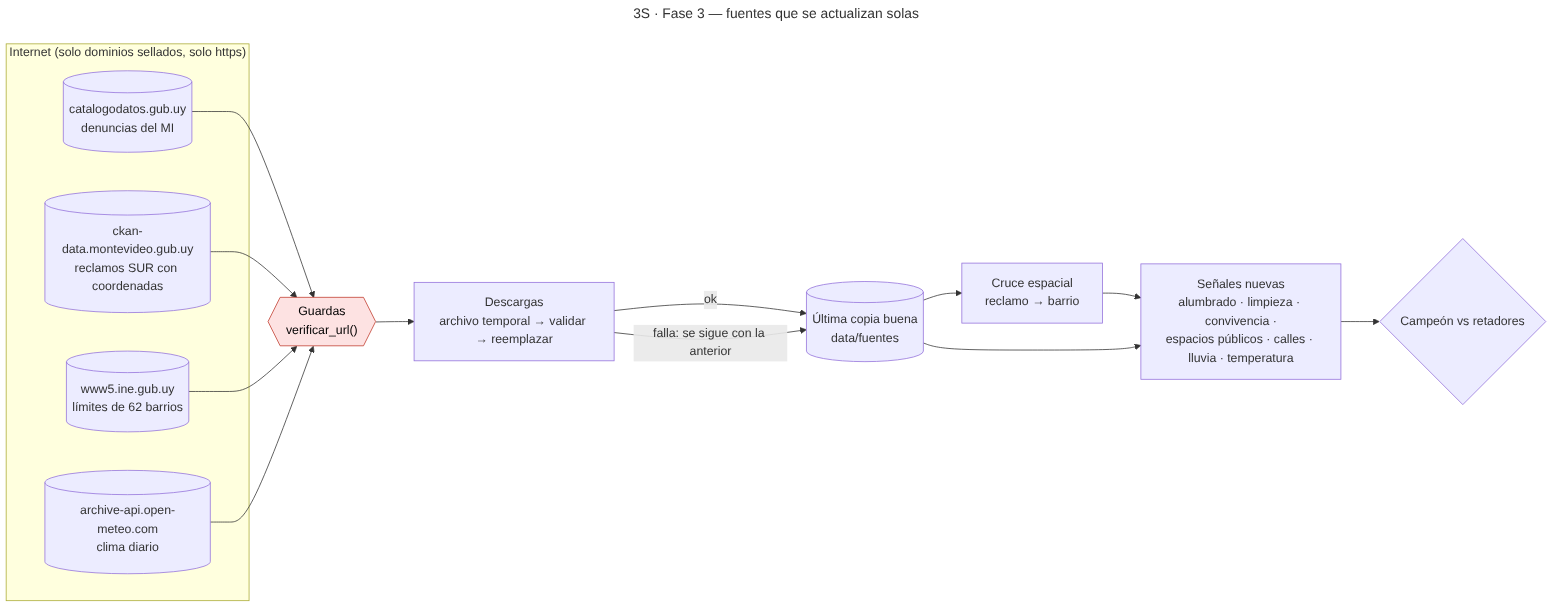 3S · Fase 3 — fuentes que se actualizan solas
Internet (solo dominios sellados, solo https)
catalogodatos.gub.uy
denuncias del MI
ckan-
data.montevideo.gub.uy
reclamos SUR con
coordenadas
www5.ine.gub.uy
límites de 62 barrios
archive-api.open-
meteo.com
clima diario
Guardas
verificar_url()
Descargas
archivo temporal → validar
→ reemplazar
ok
falla: se sigue con la
anterior
Última copia buena
data/fuentes
Cruce espacial
reclamo → barrio
Señales nuevas
alumbrado · limpieza ·
convivencia ·
espacios públicos · calles ·
lluvia · temperatura
Campeón vs retadores